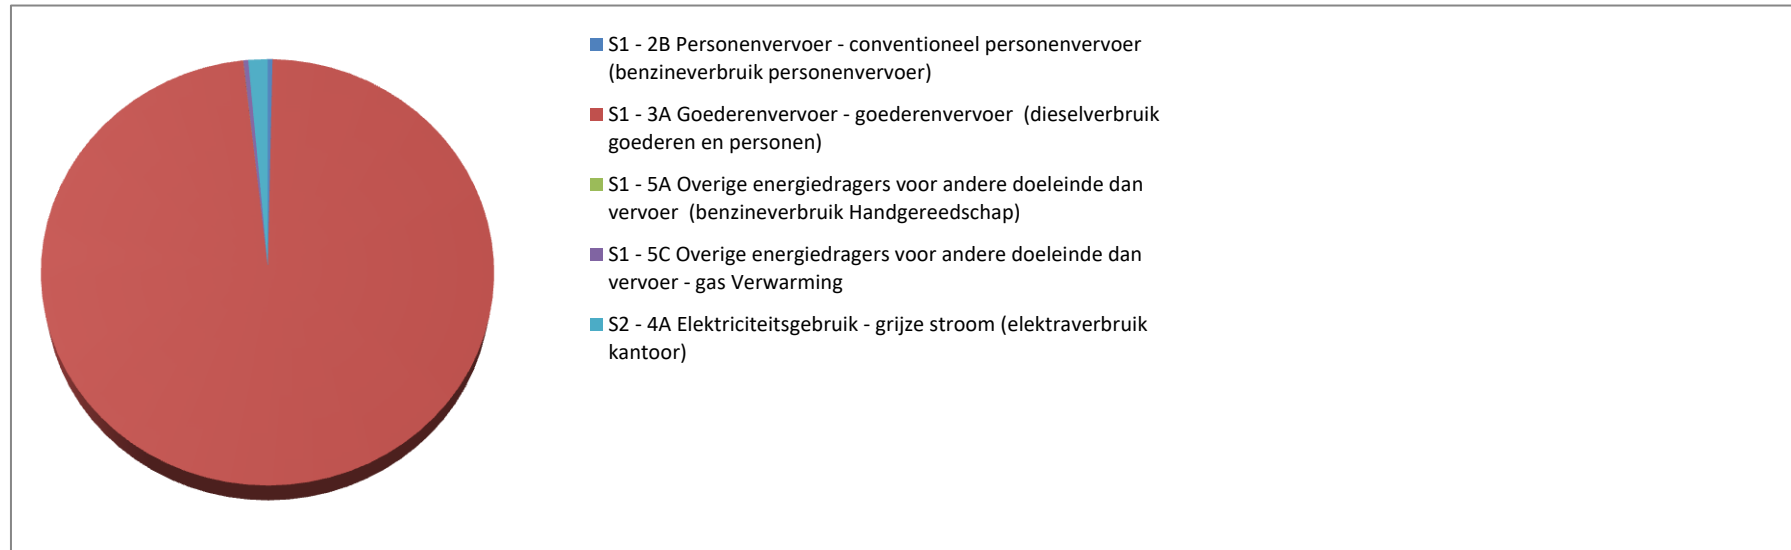 S1 - 2B Personenvervoer - conventioneel personenvervoer
(benzineverbruik personenvervoer)
S1 - 3A Goederenvervoer - goederenvervoer  (dieselverbruik
goederen en personen)
S1 - 5A Overige energiedragers voor andere doeleinde dan
vervoer  (benzineverbruik Handgereedschap)
S1 - 5C Overige energiedragers voor andere doeleinde dan
vervoer - gas Verwarming
S2 - 4A Elektriciteitsgebruik - grijze stroom (elektraverbruik
kantoor)